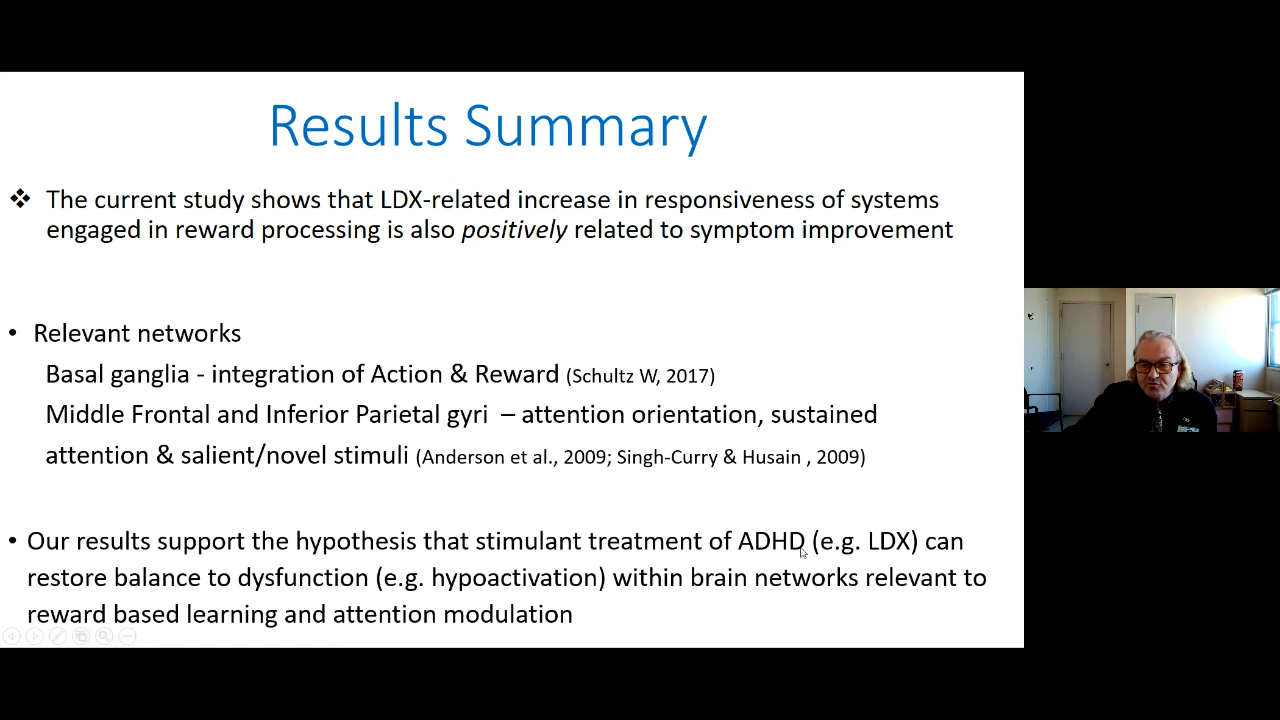 Results Summary
❖ The current study shows that LDX-related increase in responsiveness of systems
engaged in reward processing is also positively related to symptom improvement
• Relevant networks
Basal ganglia - integration of Action & Reward (Schultz W, 2017)
Middle Frontal and Inferior Parietal gyri – attention orientation, sustained
attention & salient/novel stimuli (Anderson et al., 2009; Singh-Curry & Husain , 2009)
• Our results support the hypothesis that stimulant treatment of ADHD (e.g. LDX) can
restore balance to dysfunction (e.g. hypoactivation) within brain networks relevant to
reward based learning and attention modulation